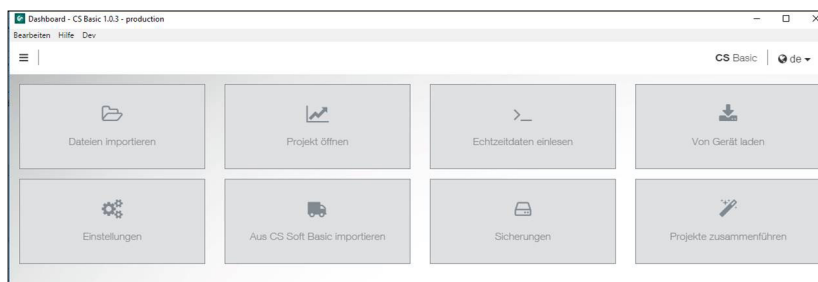 Dashboard - CS Basic 1.0.3 - production
Bearbeiten Hilfe Dev
CS Basic de
Dateien importieren Projekt öffnen Echtzeitdaten einlesen Von Gerät laden
Einstellungen Aus CS Soft Basic importieren Sicherungen Projekte zusammenführen